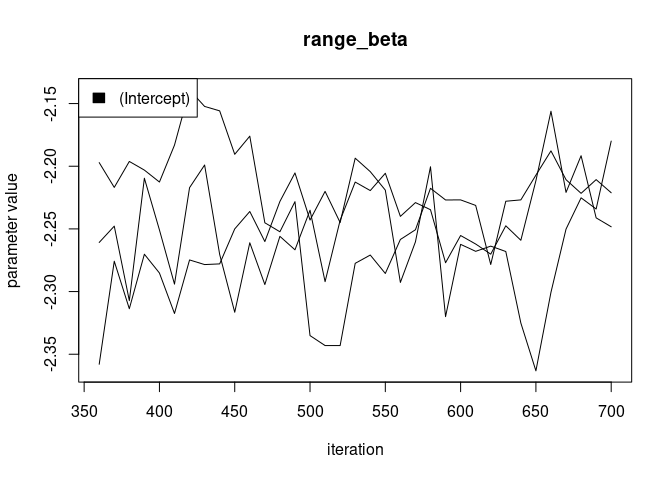 range_beta
(Intercept)
parameter value
-2.15
-2.20
-2.25
-2.30
-2.35
350 400 450 500 550 600 650 700
iteration